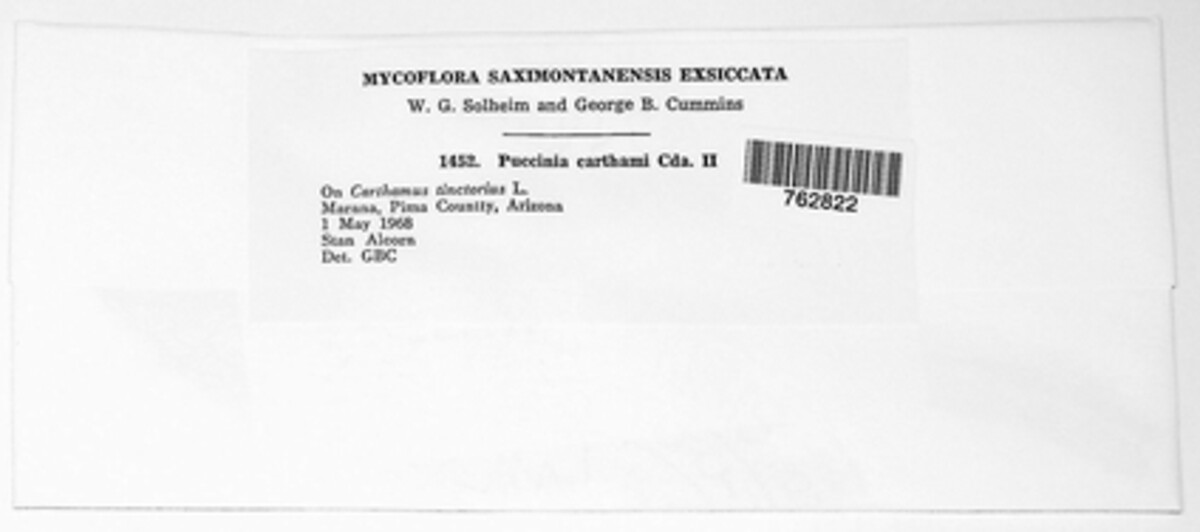 MYCOFLORA SAXIMONTANENSIS EXSICCATA
W. G. Solheim and George B. Cummins
1452. Puccinia carthami Cda. II
On Carthamus tinctorius L.
Marana, Pima County, Arizona
1 May 1968
Stan Alcorn
Det. GBC
762822